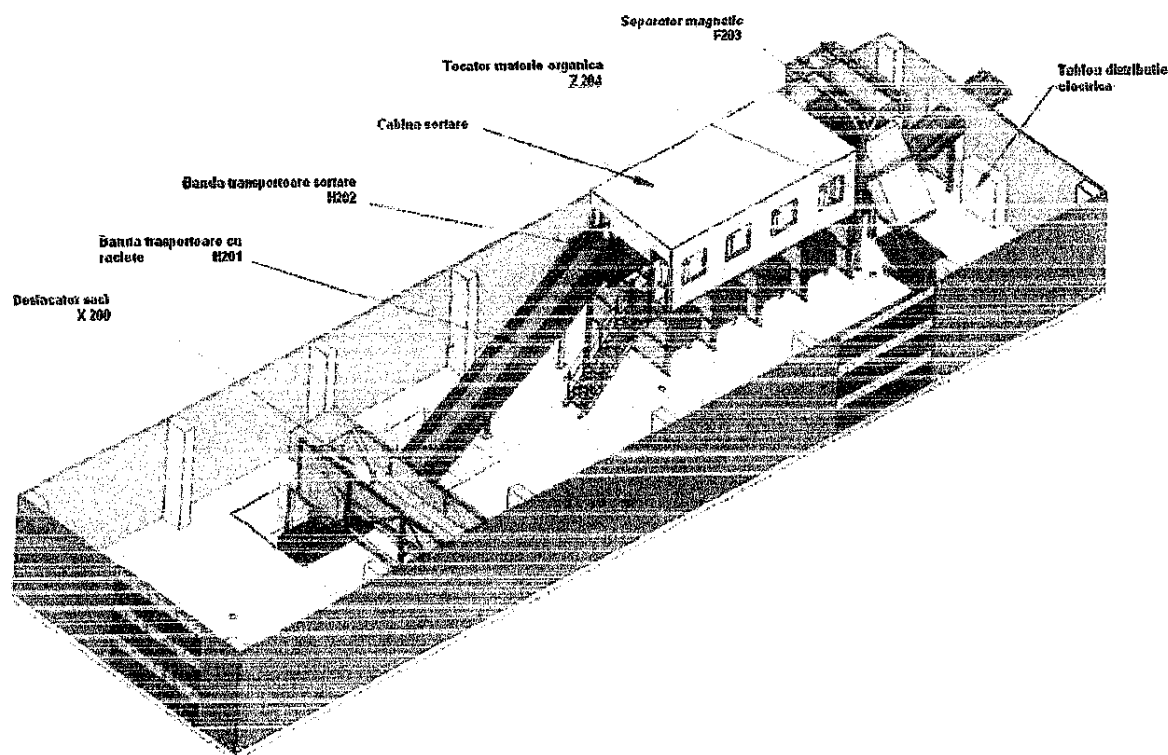 Separator magnetic
F203
Tocator materie organica
Z 204
Tablou distributie
electrica
Cabina sortare
Banda transportoare sortare
H202
Banda trasportoare cu
raclete H201
Desfacator saci
X 200